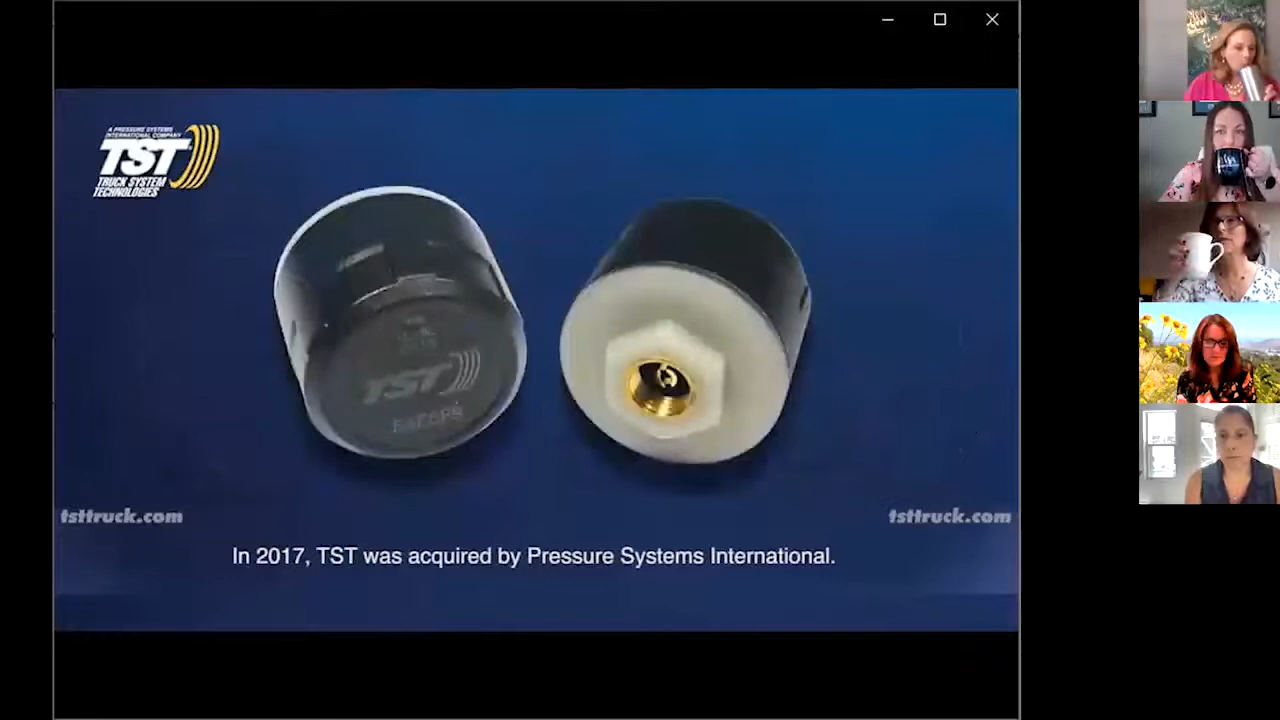 A PRESSURE SYSTEMS
INTERNATIONAL COMPANY
TST
TRUCK SYSTEM
TECHNOLOGIES
TST
tsttruck.com
tsttruck.com
In 2017, TST was acquired by Pressure Systems International.